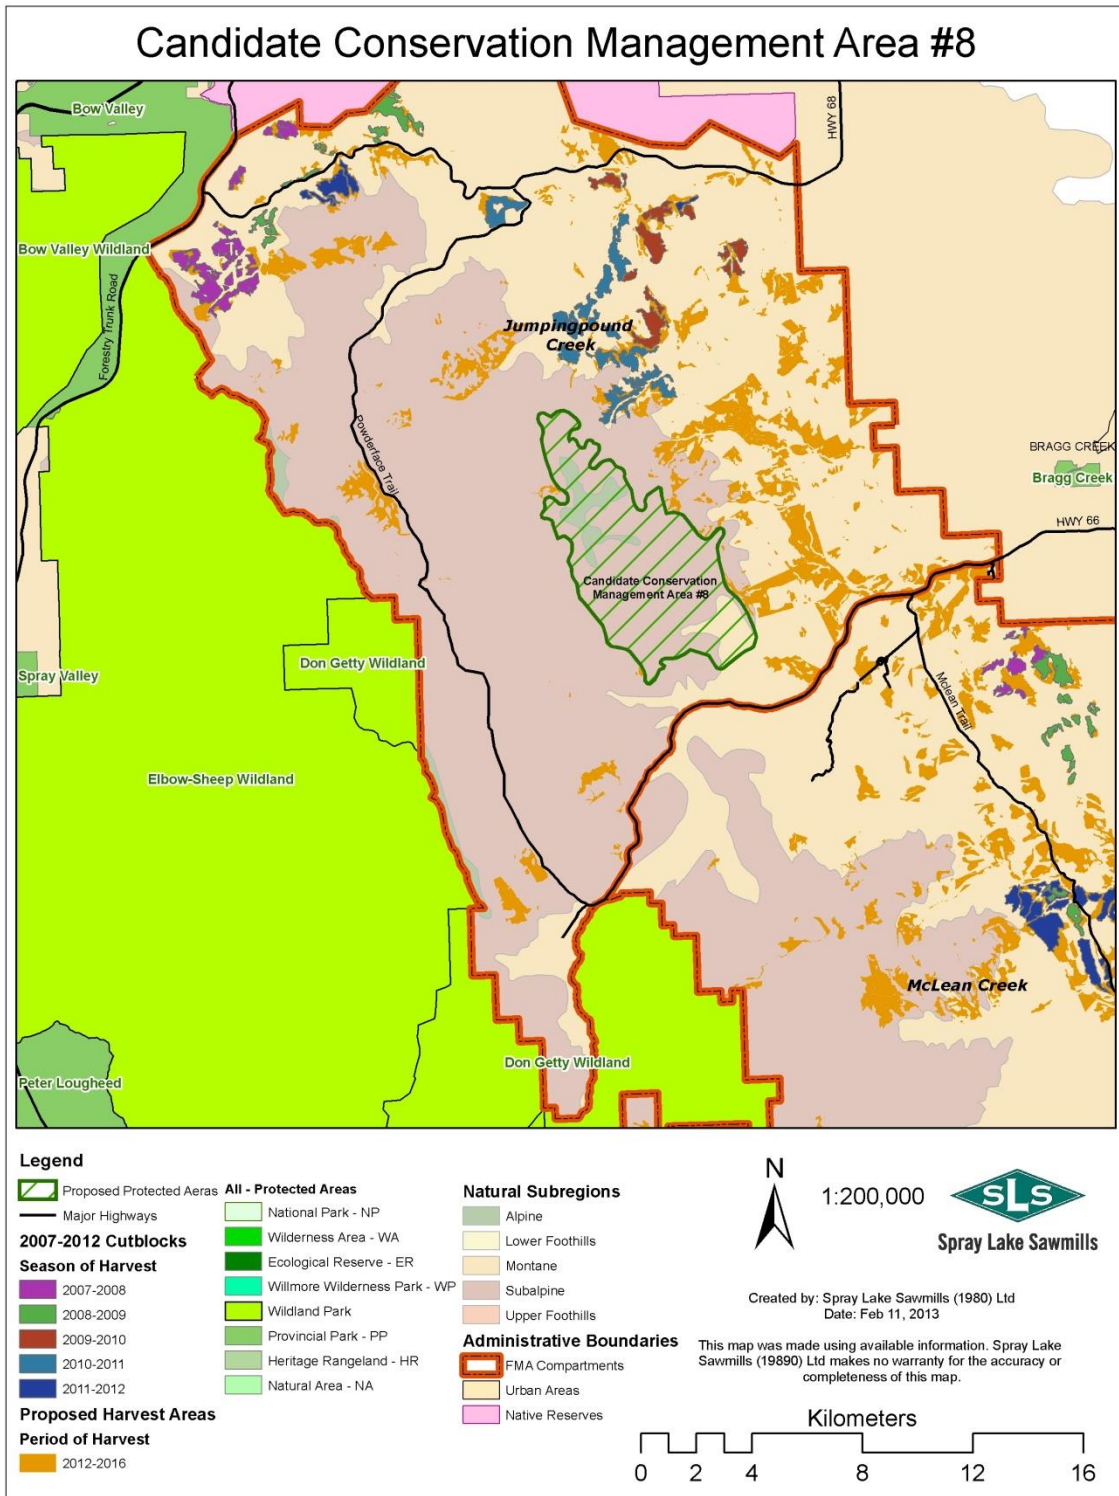 Candidate Conservation Management Area #8
Bow Valley
HWY 68
Bow Valley Wildland
Forestry Trunk Road
Jumpingpound
Creek
Powderface Trail
BRAGG CREEK
Bragg Creek
HWY 66
Candidate Conservation
Management Area #8
Don Getty Wildland
Spray Valley
Mclean Trail
Elbow-Sheep Wildland
McLean Creek
Don Getty Wildland
Peter Lougheed
Legend
Proposed Protected Aeras
Major Highways
2007-2012 Cutblocks
Season of Harvest
2007-2008
2008-2009
2009-2010
2010-2011
2011-2012
Proposed Harvest Areas
Period of Harvest
2012-2016
All - Protected Areas
National Park - NP
Wilderness Area - WA
Ecological Reserve - ER
Willmore Wilderness Park - WP
Wildland Park
Provincial Park - PP
Heritage Rangeland - HR
Natural Area - NA
Natural Subregions
Alpine
Lower Foothills
Montane
Subalpine
Upper Foothills
Administrative Boundaries
FMA Compartments
Urban Areas
Native Reserves
N
1:200,000
SLS
Spray Lake Sawmills
Created by: Spray Lake Sawmills (1980) Ltd
Date: Feb 11, 2013
This map was made using available information. Spray Lake
Sawmills (19890) Ltd makes no warranty for the accuracy or
completeness of this map.
Kilometers
0 2 4 8 12 16